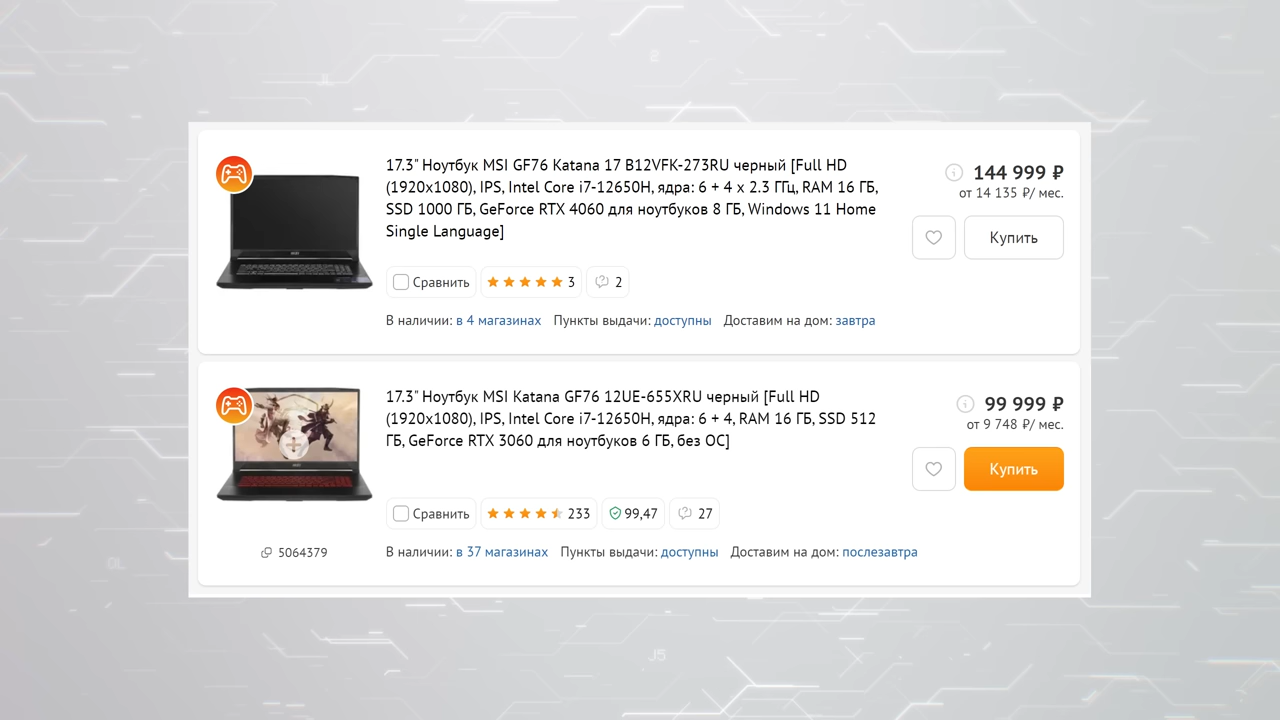 17.3" Ноутбук MSI GF76 Katana 17 B12VFK-273RU черный [Full HD
(1920x1080), IPS, Intel Core i7-12650H, ядра: 6 + 4 х 2.3 ГГц, RAM 16 ГБ,
SSD 1000 ГБ, GeForce RTX 4060 для ноутбуков 8 ГБ, Windows 11 Home
Single Language]
144 999 ₽
от 14 135 ₽/ мес.
Купить
Сравнить
3
2
В наличии: в 4 магазинах Пункты выдачи: доступны Доставим на дом: завтра
17.3" Ноутбук MSI Katana GF76 12UE-655XRU черный [Full HD
(1920x1080), IPS, Intel Core i7-12650H, ядра: 6 + 4, RAM 16 ГБ, SSD 512
ГБ, GeForce RTX 3060 для ноутбуков 6 ГБ, без ОС]
99 999 ₽
от 9 748 ₽/ мес.
Купить
Сравнить
233
99,47
27
5064379
В наличии: в 37 магазинах Пункты выдачи: доступны Доставим на дом: послезавтра
J5